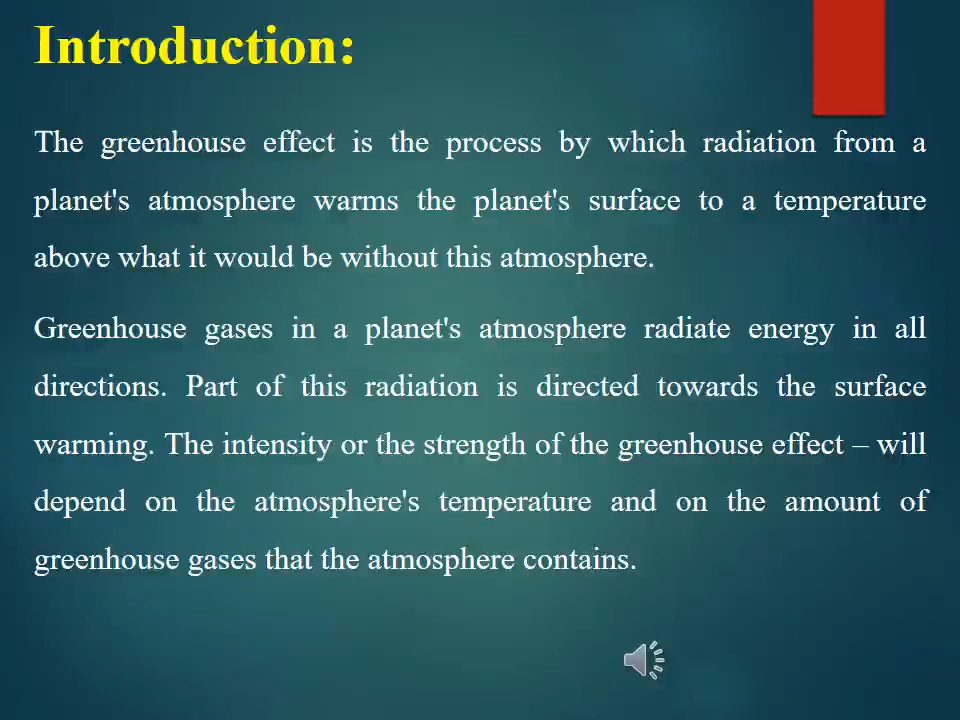 Introduction:
The greenhouse effect is the process by which radiation from a
planet's atmosphere warms the planet's surface to a temperature
above what it would be without this atmosphere.
Greenhouse gases in a planet's atmosphere radiate energy in all
directions. Part of this radiation is directed towards the surface
warming. The intensity or the strength of the greenhouse effect – will
depend on the atmosphere's temperature and on the amount of
greenhouse gases that the atmosphere contains.